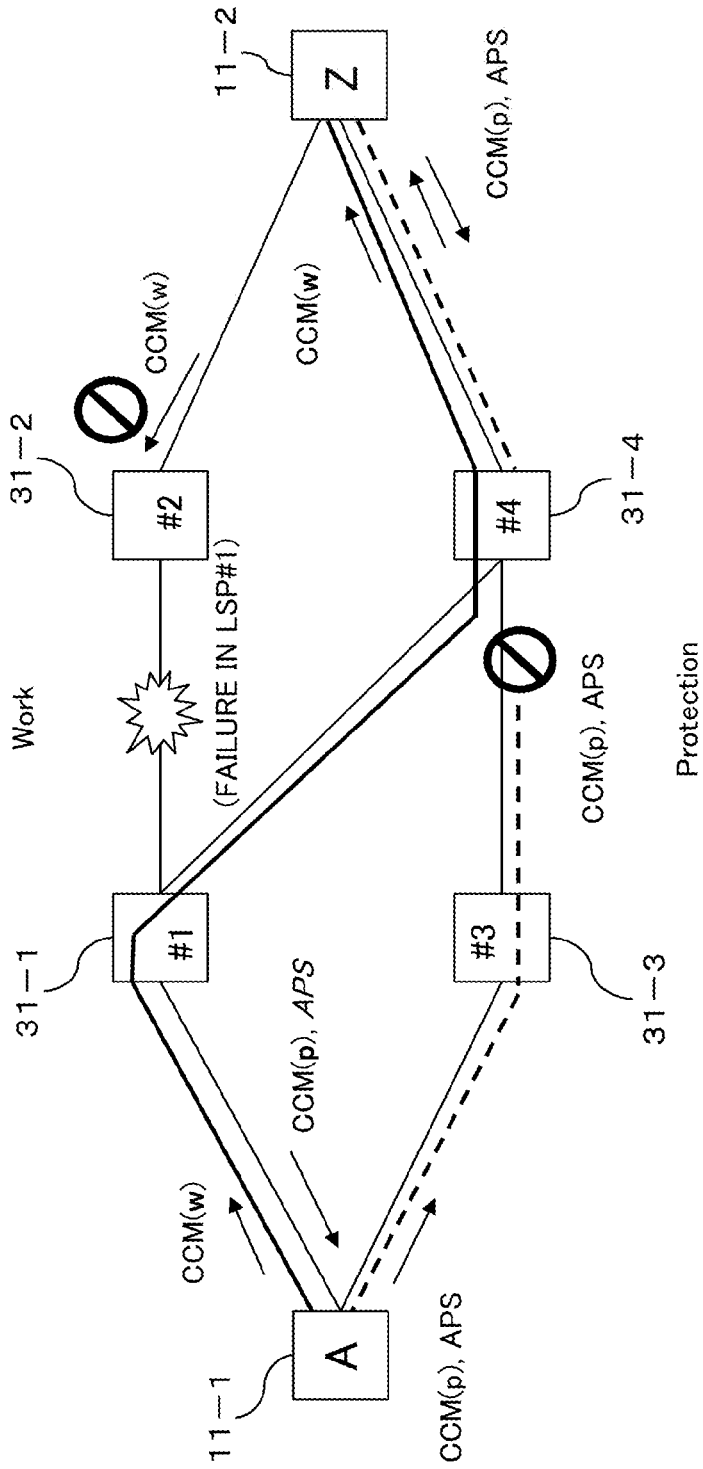 Work
31-1
31-2
#1
#2
(FAILURE IN LSP#1)
CCM(w)
CCM(w)
CCM(w)
CCM(p), APS
11-1
A
11-2
Z
CCM(p), APS
CCM(p), APS
#3
#4
CCM(p), APS
31-3
31-4
Protection